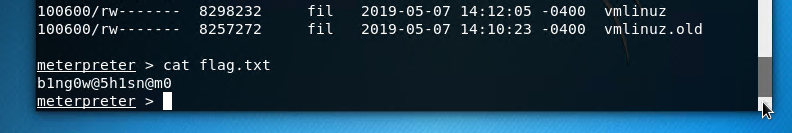 100600/rw-------  8298232   fil   2019-05-07 14:12:05 -0400  vmlinuz
100600/rw-------  8257272   fil   2019-05-07 14:10:23 -0400  vmlinuz.old
meterpreter > cat flag.txt
b1ng0w@5h1sn@m0
meterpreter >